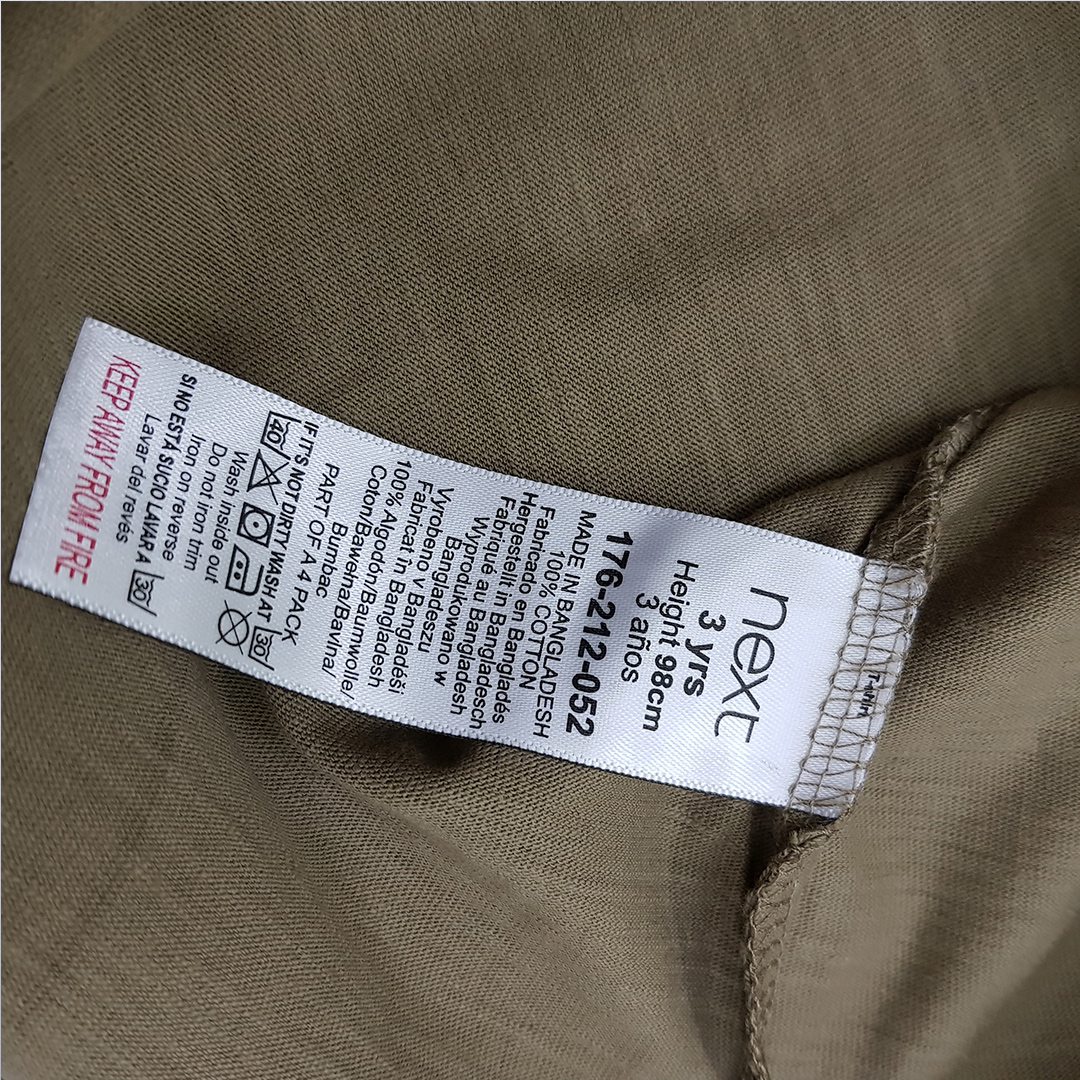 next
3 yrs
Height 98cm
3 años
176-212-052
MADE IN BANGLADESH
100% COTTON
Fabricado en Bangladés
Hergestellt in Bangladesch
Fabriqué au Bangladesh
Wyprodukowano w
Bangladeszu
Vyrobeno v Bangladéši
Fabricat în Bangladesh
100% Algodón/Baumwolle/
Coton/Bawełna/Bavlna/
Bumbac
PART OF A 4 PACK
IF IT'S NOT DIRTY WASH AT 30
40
Wash inside out
Do not iron trim
Iron on reverse
SI NO ESTA SUCIO LAVAR A 30
Lavar del revés
KEEP AWAY FROM FIRE